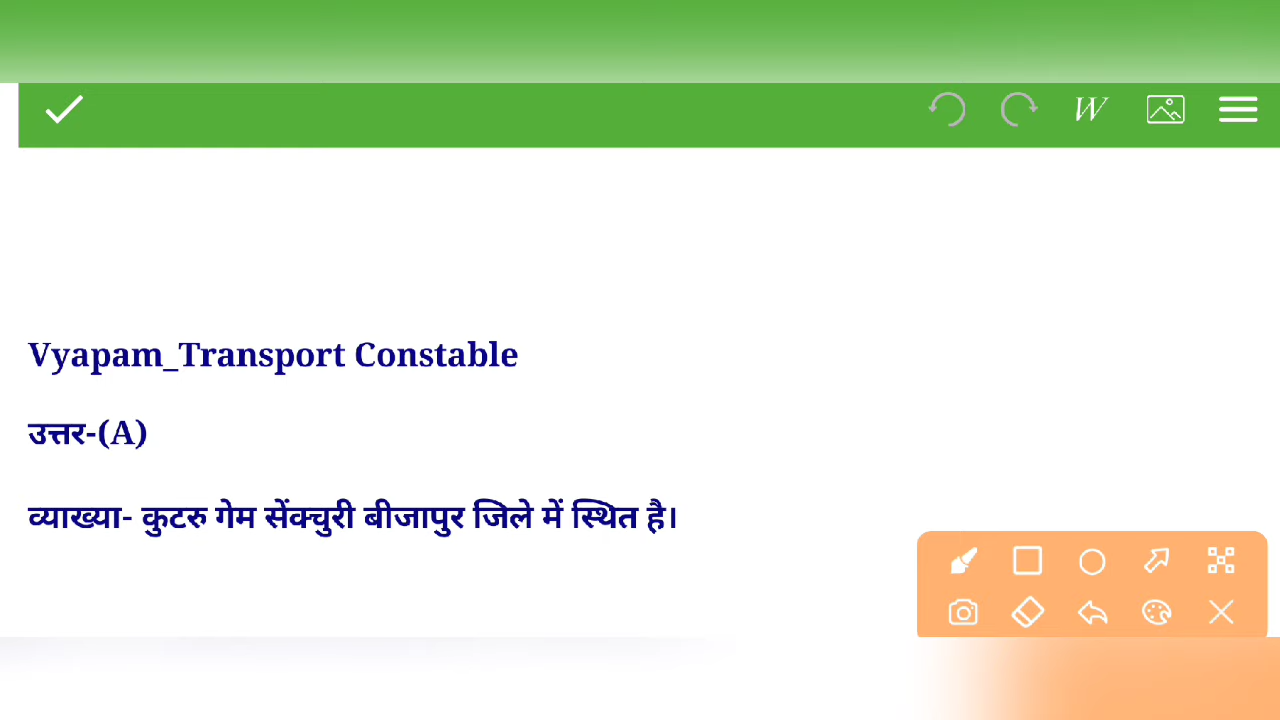 W
Vyapam_Transport Constable
उत्तर-(A)
व्याख्या- कुटरु गेम सेंक्चुरी बीजापुर जिले में स्थित है।